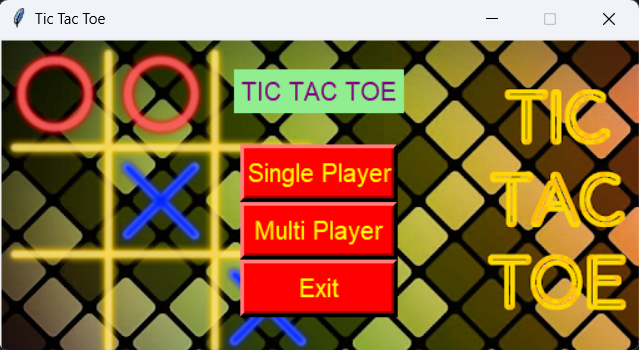 Tic Tac Toe
TIC TAC TOE
Single Player
Multi Player
Exit
TIC
TAC
TOE